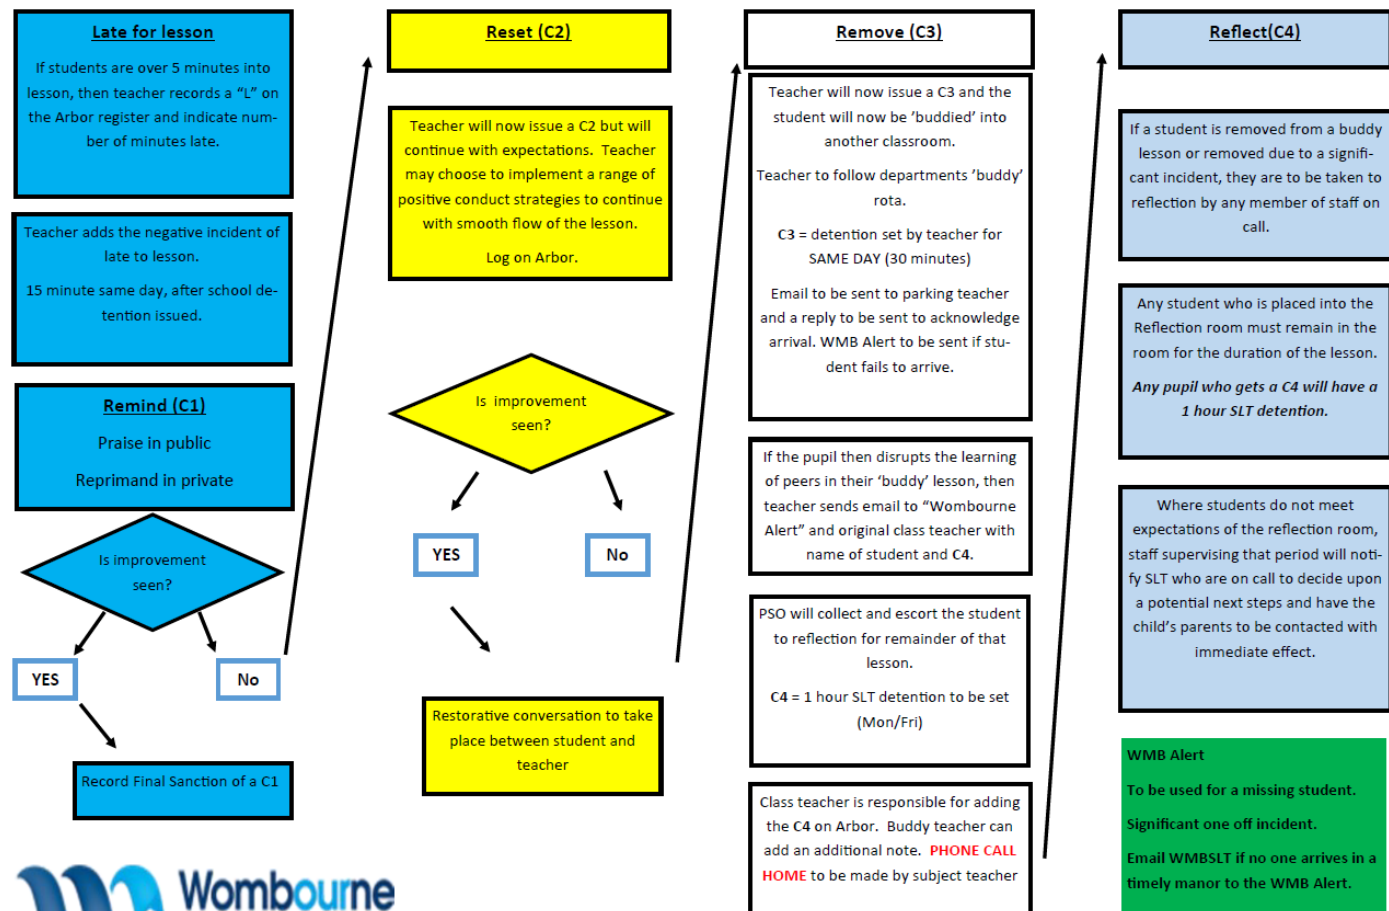 Late for lesson
If students are over 5 minutes into
lesson, then teacher records a “L” on
the Arbor register and indicate num-
ber of minutes late.
Teacher adds the negative incident of
late to lesson.
15 minute same day, after school de-
tention issued.
Remind (C1)
Praise in public
Reprimand in private
Is improvement
seen?
YES
No
Record Final Sanction of a C1
Wombourne
Reset (C2)
Teacher will now issue a C2 but will
continue with expectations.  Teacher
may choose to implement a range of
positive conduct strategies to continue
with smooth flow of the lesson.
Log on Arbor.
Is  improvement
seen?
YES
No
Restorative conversation to take
place between student and
teacher
Remove (C3)
Teacher will now issue a C3 and the
student will now be ’buddied’ into
another classroom.
Teacher to follow departments ’buddy’
rota.
C3 = detention set by teacher for
SAME DAY (30 minutes)
Email to be sent to parking teacher
and a reply to be sent to acknowledge
arrival. WMB Alert to be sent if stu-
dent fails to arrive.
If the pupil then disrupts the learning
of peers in their ‘buddy’ lesson, then
teacher sends email to “Wombourne
Alert” and original class teacher with
name of student and C4.
PSO will collect and escort the student
to reflection for remainder of that
lesson.
C4 = 1 hour SLT detention to be set
(Mon/Fri)
Class teacher is responsible for adding
the C4 on Arbor.  Buddy teacher can
add an additional note.  PHONE CALL
HOME to be made by subject teacher
Reflect(C4)
If a student is removed from a buddy
lesson or removed due to a signifi-
cant incident, they are to be taken to
reflection by any member of staff on
call.
Any student who is placed into the
Reflection room must remain in the
room for the duration of the lesson.
Any pupil who gets a C4 will have a
1 hour SLT detention.
Where students do not meet
expectations of the reflection room,
staff supervising that period will noti-
fy SLT who are on call to decide upon
a potential next steps and have the
child’s parents to be contacted with
immediate effect.
WMB Alert
To be used for a missing student.
Significant one off incident.
Email WMBSLT if no one arrives in a
timely manor to the WMB Alert.